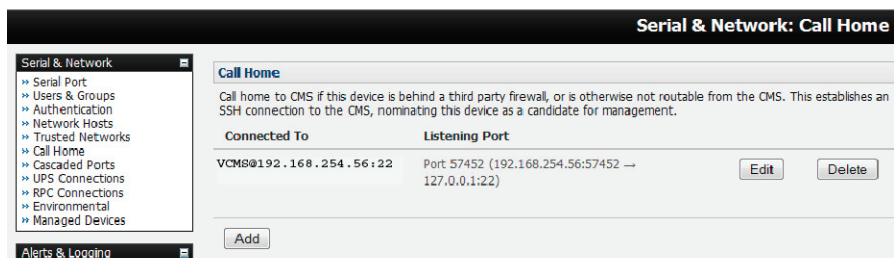 Serial & Network: Call Home
Serial & Network
» Serial Port
» Users & Groups
» Authentication
» Network Hosts
» Trusted Networks
» Call Home
» Cascaded Ports
» UPS Connections
» RPC Connections
» Environmental
» Managed Devices
Alerts & Logging
Call Home
Call home to CMS if this device is behind a third party firewall, or is otherwise not routable from the CMS. This establishes an
SSH connection to the CMS, nominating this device as a candidate for management.
Connected To Listening Port
VCMS@192.168.254.56:22 Port 57452 (192.168.254.56:57452 →
127.0.0.1:22)
Edit Delete
Add